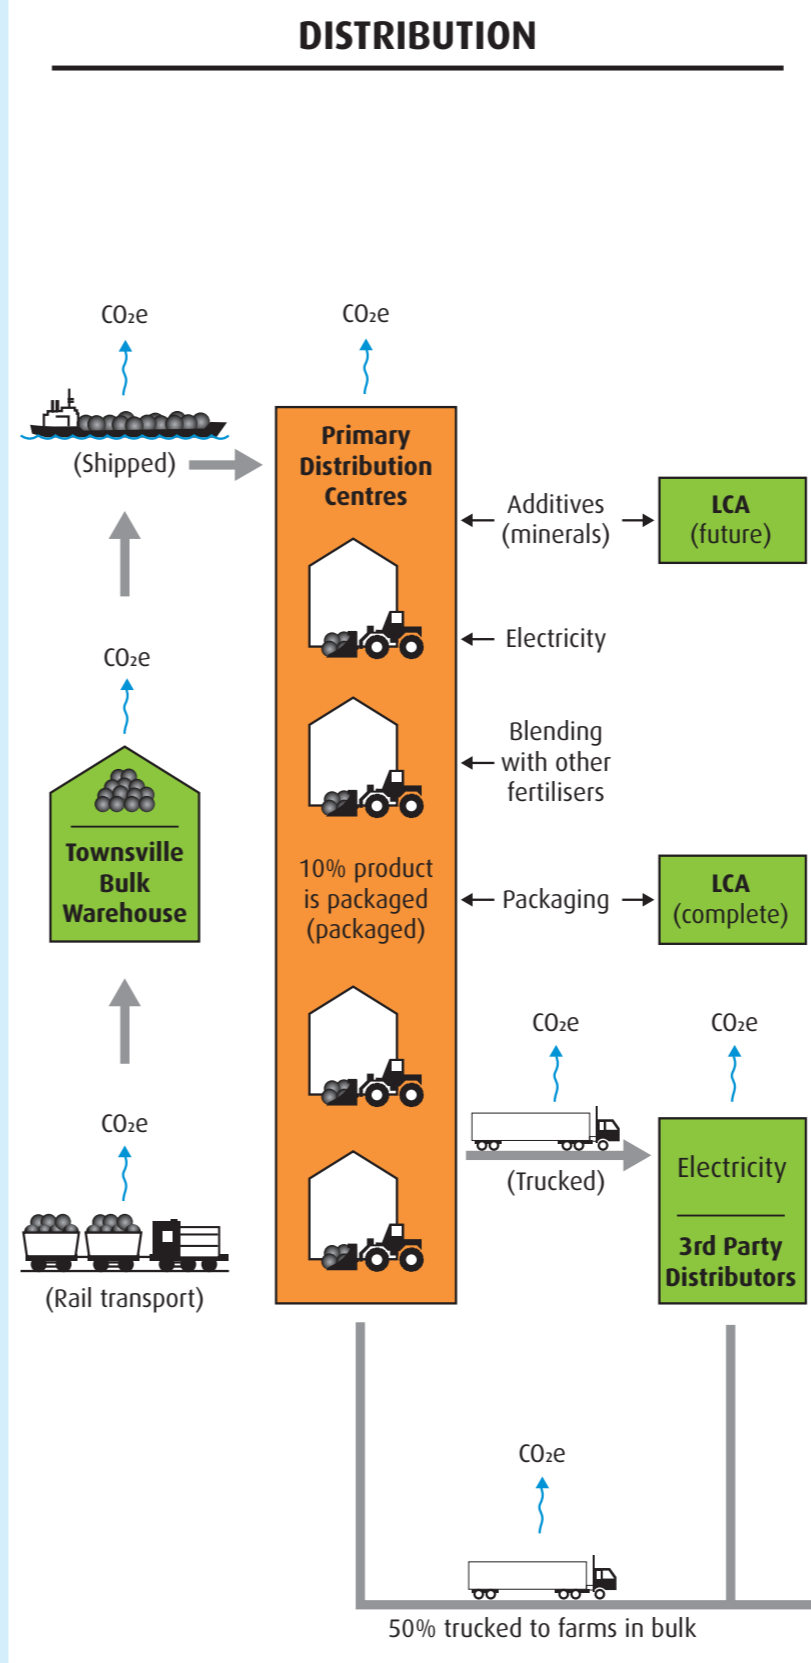 DISTRIBUTION
CO₂e
CO₂e
(Shipped)
Primary
Distribution
Centres
Additives
(minerals)
LCA
(future)
Electricity
CO₂e
Blending
with other
fertilisers
Townsville
Bulk
Warehouse
10% product
is packaged
(packaged)
Packaging
LCA
(complete)
CO₂e
CO₂e
CO₂e
(Trucked)
Electricity
3rd Party
Distributors
(Rail transport)
CO₂e
50% trucked to farms in bulk